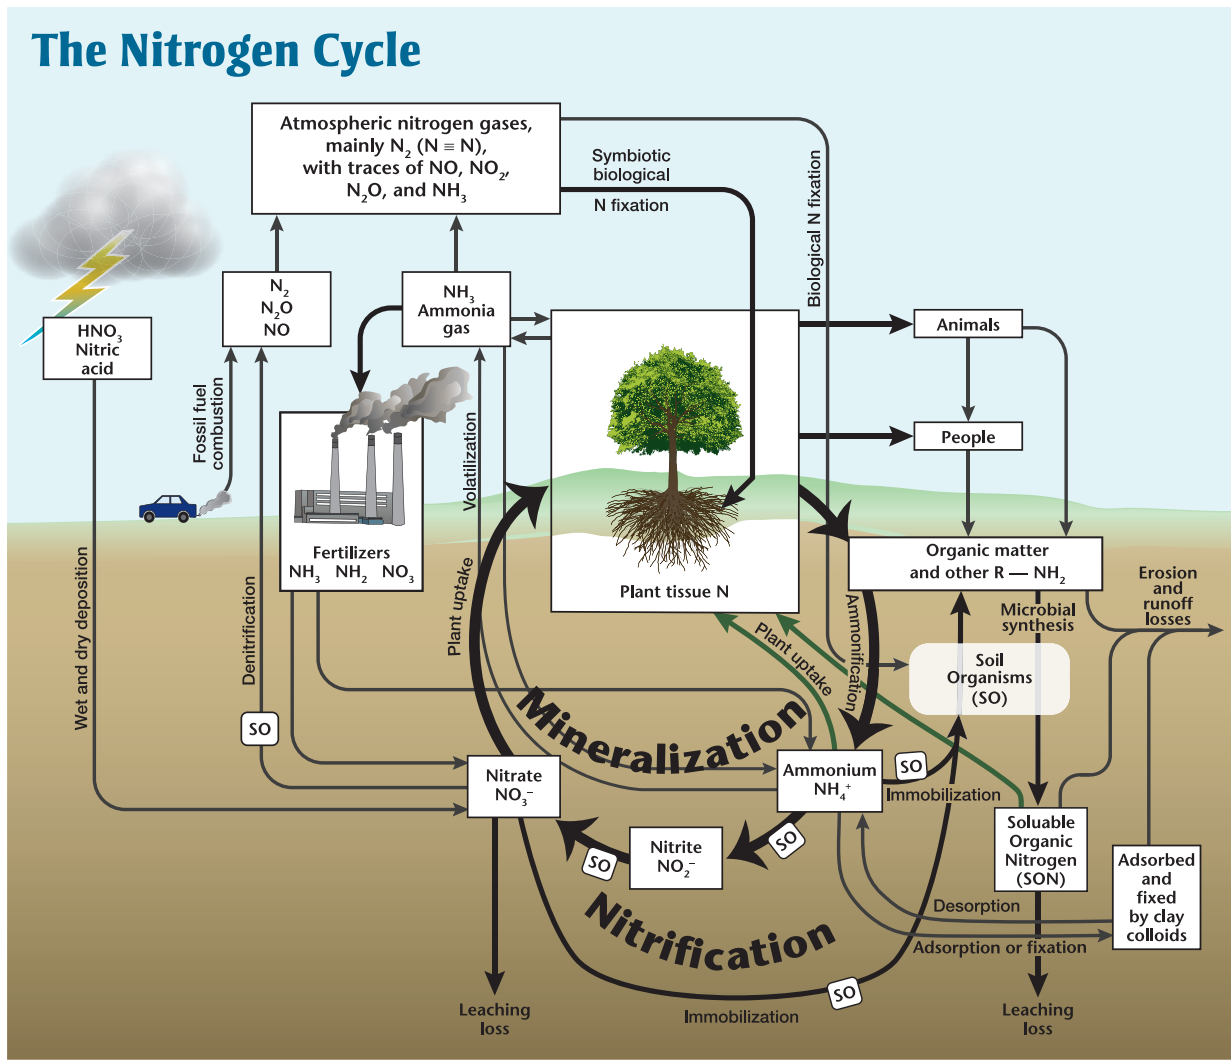 The Nitrogen Cycle
Atmospheric nitrogen gases,
mainly N₂ (N ≡ N),
with traces of NO, NO₂,
N₂O, and NH₃
Symbiotic
biological
N fixation
Biological N fixation
HNO₃
Nitric
acid
N₂
N₂O
NO
NH₃
Ammonia
gas
Animals
People
Fossil fuel
combustion
Volatilization
Fertilizers
NH₃ NH₂ NO₃
Plant tissue N
Organic matter
and other R — NH₂
Erosion
and
runoff
losses
Wet and dry deposition
Denitrification
Plant uptake
Plant uptake
Ammonification
Microbial
synthesis
Soil
Organisms
(SO)
SO
Mineralization
Nitrate
NO₃⁻
Ammonium
NH₄⁺
SO
Immobilization
SO
Nitrite
NO₂⁻
SO
Soluable
Organic
Nitrogen
(SON)
Adsorbed
and
fixed
by clay
colloids
Desorption
Adsorption or fixation
Nitrification
SO
Immobilization
Leaching
loss
Leaching
loss